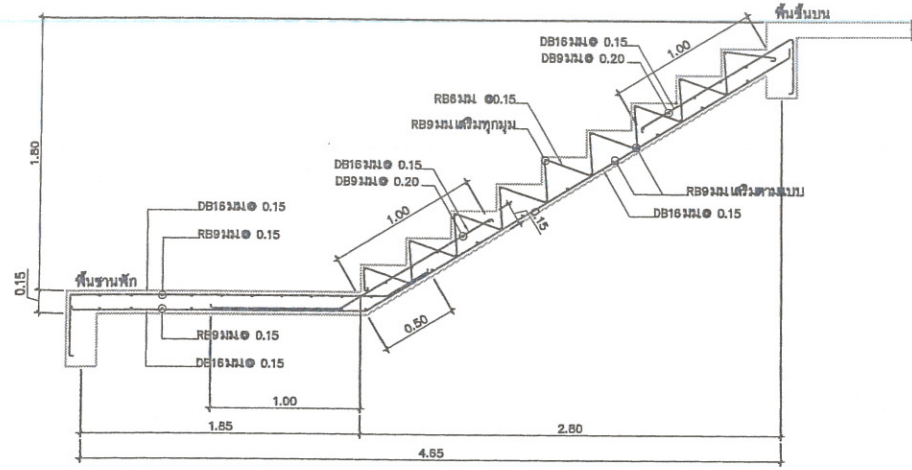 พื้นชั้นบน
DB16มม@ 0.15
DB9มม@ 0.20
1.00
RB6มม @0.15
RB9มม เสริมทุกมุม
1.80
DB16มม@ 0.15
DB9มม@ 0.20
1.00
RB9มม เสริมตามแบบ
DB16มม@ 0.15
DB16มม@ 0.15
RB9มม@ 0.15
0.15
พื้นชานพัก
0.15
0.50
RB9มม@ 0.15
DB16มม@ 0.15
1.00
1.85
2.80
4.65